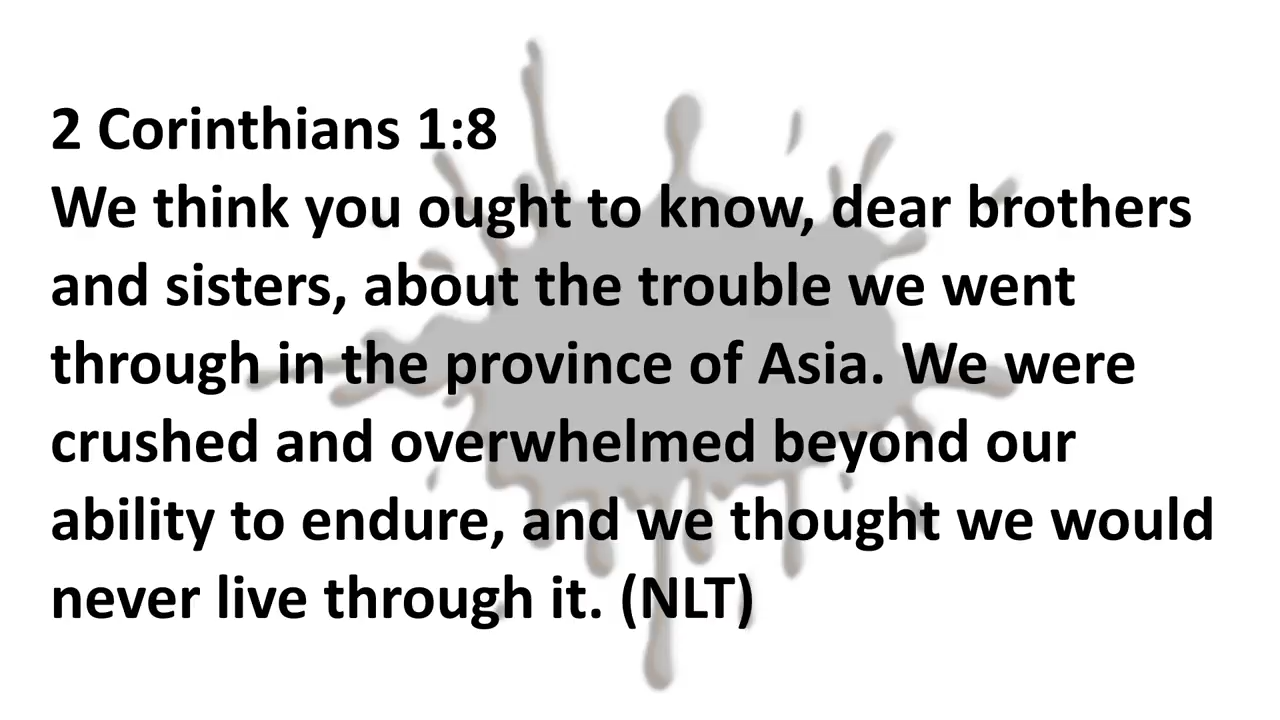 2 Corinthians 1:8
We think you ought to know, dear brothers
and sisters, about the trouble we went
through in the province of Asia. We were
crushed and overwhelmed beyond our
ability to endure, and we thought we would
never live through it. (NLT)